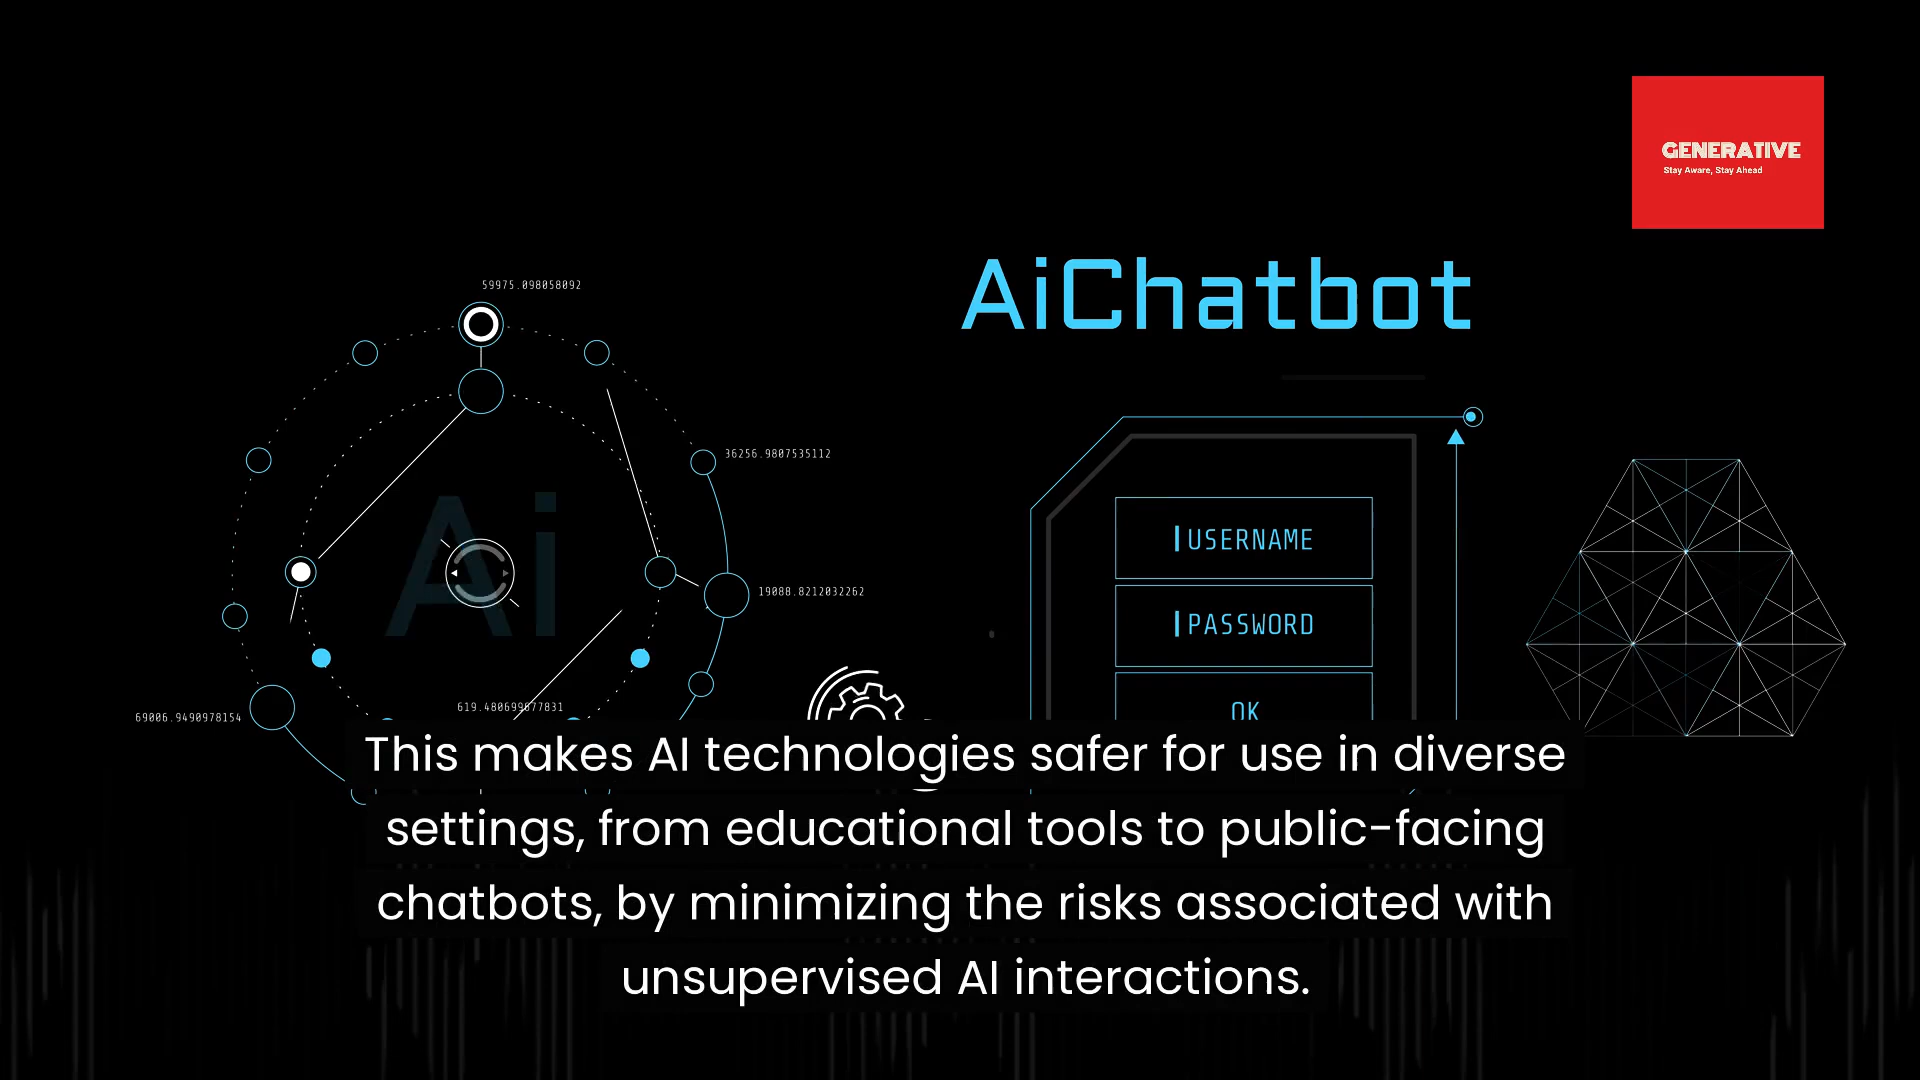 GENERATIVE
Stay Aware, Stay Ahead
AiChatbot
59975.098058092
36256.9807535112
Ai
19088.8212032262
USERNAME
PASSWORD
OK
69006.9490978154
619.480699677831
This makes AI technologies safer for use in diverse
settings, from educational tools to public-facing
chatbots, by minimizing the risks associated with
unsupervised AI interactions.